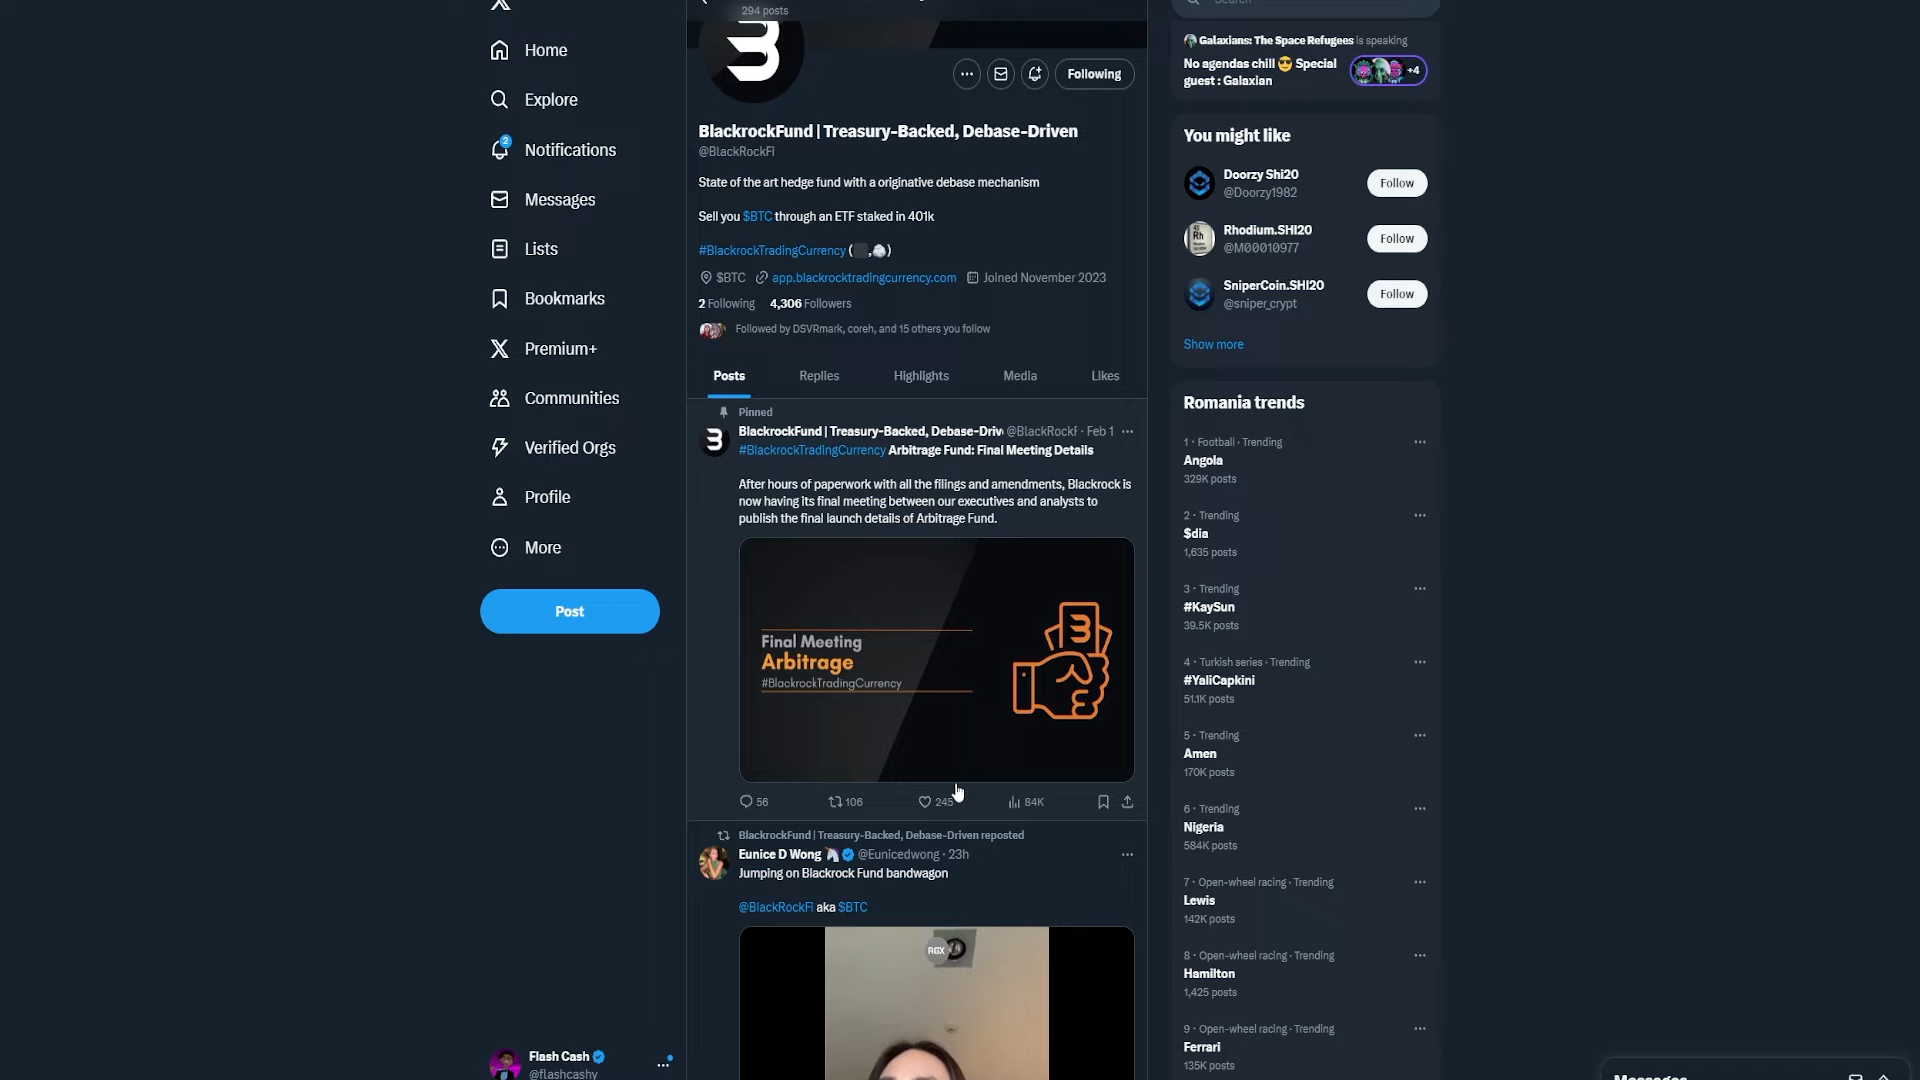 294 posts
Home
Explore
2
Notifications
Messages
Lists
Bookmarks
Premium+
Communities
Verified Orgs
Profile
More
Post
Flash Cash
@flashcashy
Following
BlackrockFund | Treasury-Backed, Debase-Driven
@BlackRockFi
State of the art hedge fund with a originative debase mechanism
Sell you $BTC through an ETF staked in 401k
#BlackrockTradingCurrency (⬛,🪨)
$BTC app.blackrocktradingcurrency.com Joined November 2023
2 Following 4,306 Followers
Followed by DSVRmark, coreh, and 15 others you follow
Posts Replies Highlights Media Likes
Pinned
BlackrockFund | Treasury-Backed, Debase-Driv @BlackRockF · Feb 1
#BlackrockTradingCurrency Arbitrage Fund: Final Meeting Details
After hours of paperwork with all the filings and amendments, Blackrock is
now having its final meeting between our executives and analysts to
publish the final launch details of Arbitrage Fund.
Final Meeting
Arbitrage
#BlackrockTradingCurrency
56 106 245 84K
BlackrockFund | Treasury-Backed, Debase-Driven reposted
Eunice D Wong 🦄 @Eunicedwong · 23h
Jumping on Blackrock Fund bandwagon
@BlackRockFi aka $BTC
RGX
Search
Galaxians: The Space Refugees is speaking
No agendas chill 😎 Special
guest : Galaxian
+4
You might like
Doorzy Shi20
@Doorzy1982
Follow
Rh
Rhodium.SHI20
@M00010977
Follow
SniperCoin.SHI20
@sniper_crypt
Follow
Show more
Romania trends
1 · Football · Trending
Angola
329K posts
2 · Trending
$dia
1,635 posts
3 · Trending
#KaySun
39.5K posts
4 · Turkish series · Trending
#YaliCapkini
51.1K posts
5 · Trending
Amen
170K posts
6 · Trending
Nigeria
584K posts
7 · Open-wheel racing · Trending
Lewis
142K posts
8 · Open-wheel racing · Trending
Hamilton
1,425 posts
9 · Open-wheel racing · Trending
Ferrari
135K posts
Messages